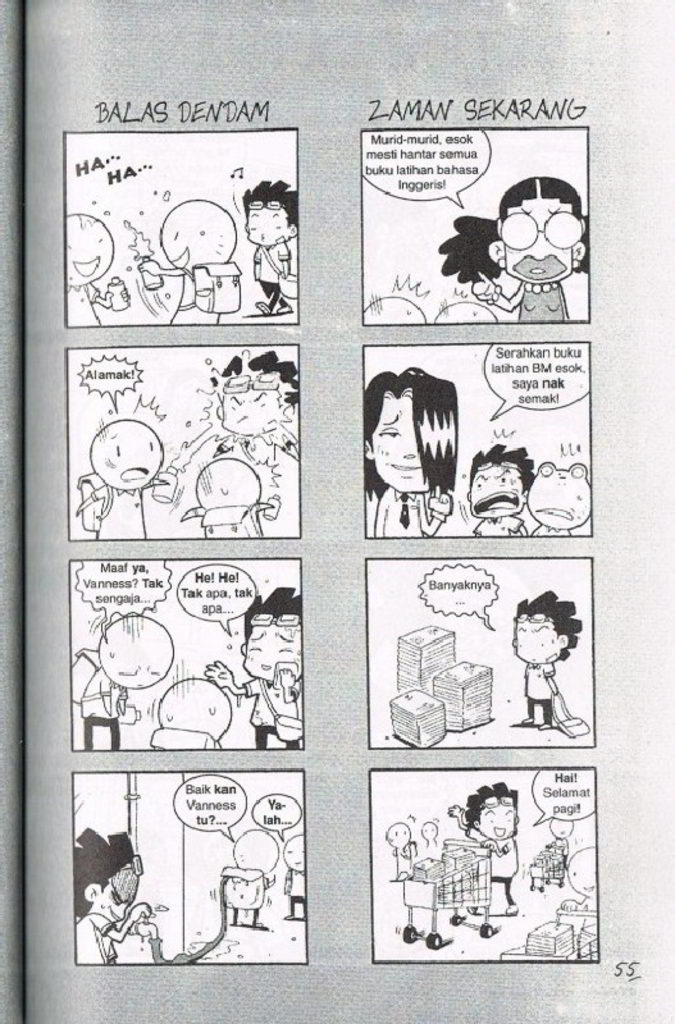 BALAS DENDAM
HA...
HA...
Alamak!
Maaf ya,
Vanness? Tak
sengaja...
He! He!
Tak apa, tak
apa...
Baik kan
Vanness
tu?....
Ya-
lah....
ZAMAN SEKARANG
Murid-murid, esok
mesti hantar semua
buku latihan bahasa
Inggeris!
Serahkan buku
latihan BM esok,
saya nak
semak!
Banyaknya
...
Hai!
Selamat
pagi!
55